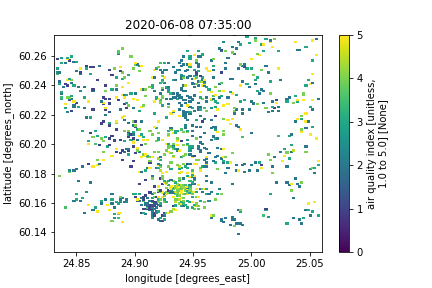 2020-06-08 07:35:00
60.26
60.24
60.22
60.20
60.18
60.16
60.14
latitude [degrees_north]
24.85 24.90 24.95 25.00 25.05
longitude [degrees_east]
5
4
3
2
1
0
air quality index [unitless,
1.0 to 5.0] [None]